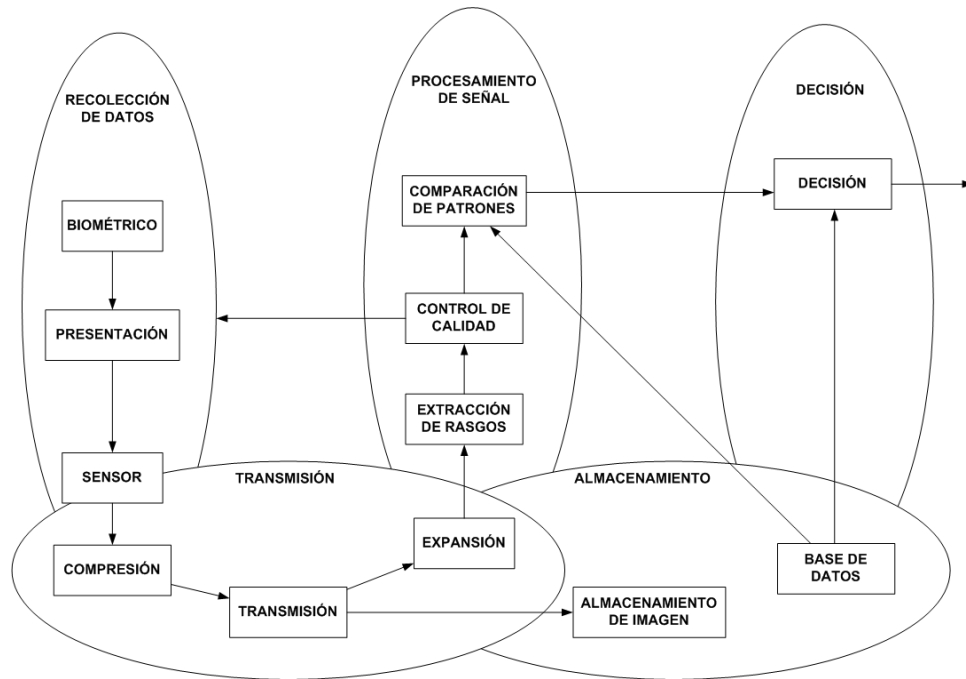 RECOLECCIÓN
DE DATOS
BIOMÉTRICO
PRESENTACIÓN
SENSOR
PROCESAMIENTO
DE SEÑAL
COMPARACIÓN
DE PATRONES
CONTROL DE
CALIDAD
EXTRACCIÓN
DE RASGOS
DECISIÓN
DECISIÓN
TRANSMISIÓN
COMPRESIÓN
TRANSMISIÓN
EXPANSIÓN
ALMACENAMIENTO
ALMACENAMIENTO
DE IMAGEN
BASE DE
DATOS